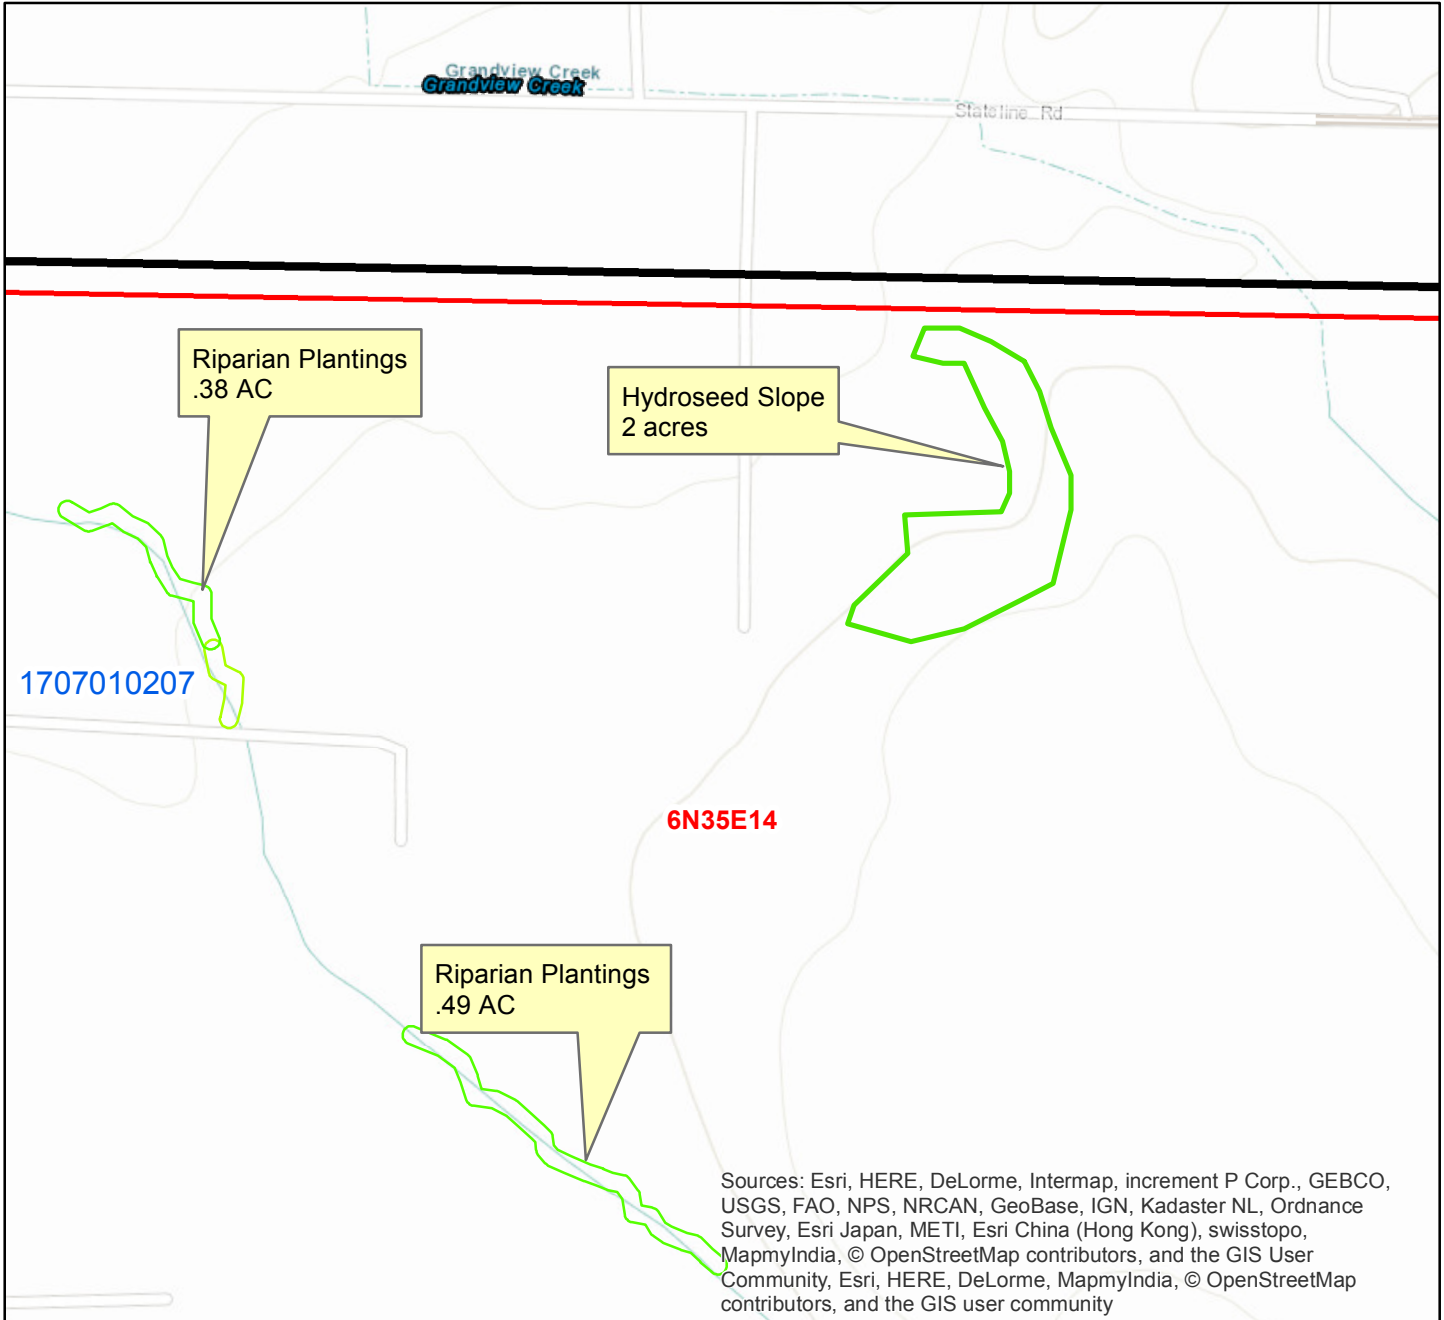 Grandview Creek
Grandview Creek
Stateline Rd
Riparian Plantings
.38 AC
Hydroseed Slope
2 acres
1707010207
6N35E14
Riparian Plantings
.49 AC
Sources: Esri, HERE, DeLorme, Intermap, increment P Corp., GEBCO,
USGS, FAO, NPS, NRCAN, GeoBase, IGN, Kadaster NL, Ordnance
Survey, Esri Japan, METI, Esri China (Hong Kong), swisstopo,
MapmyIndia, © OpenStreetMap contributors, and the GIS User
Community, Esri, HERE, DeLorme, MapmyIndia, © OpenStreetMap
contributors, and the GIS user community